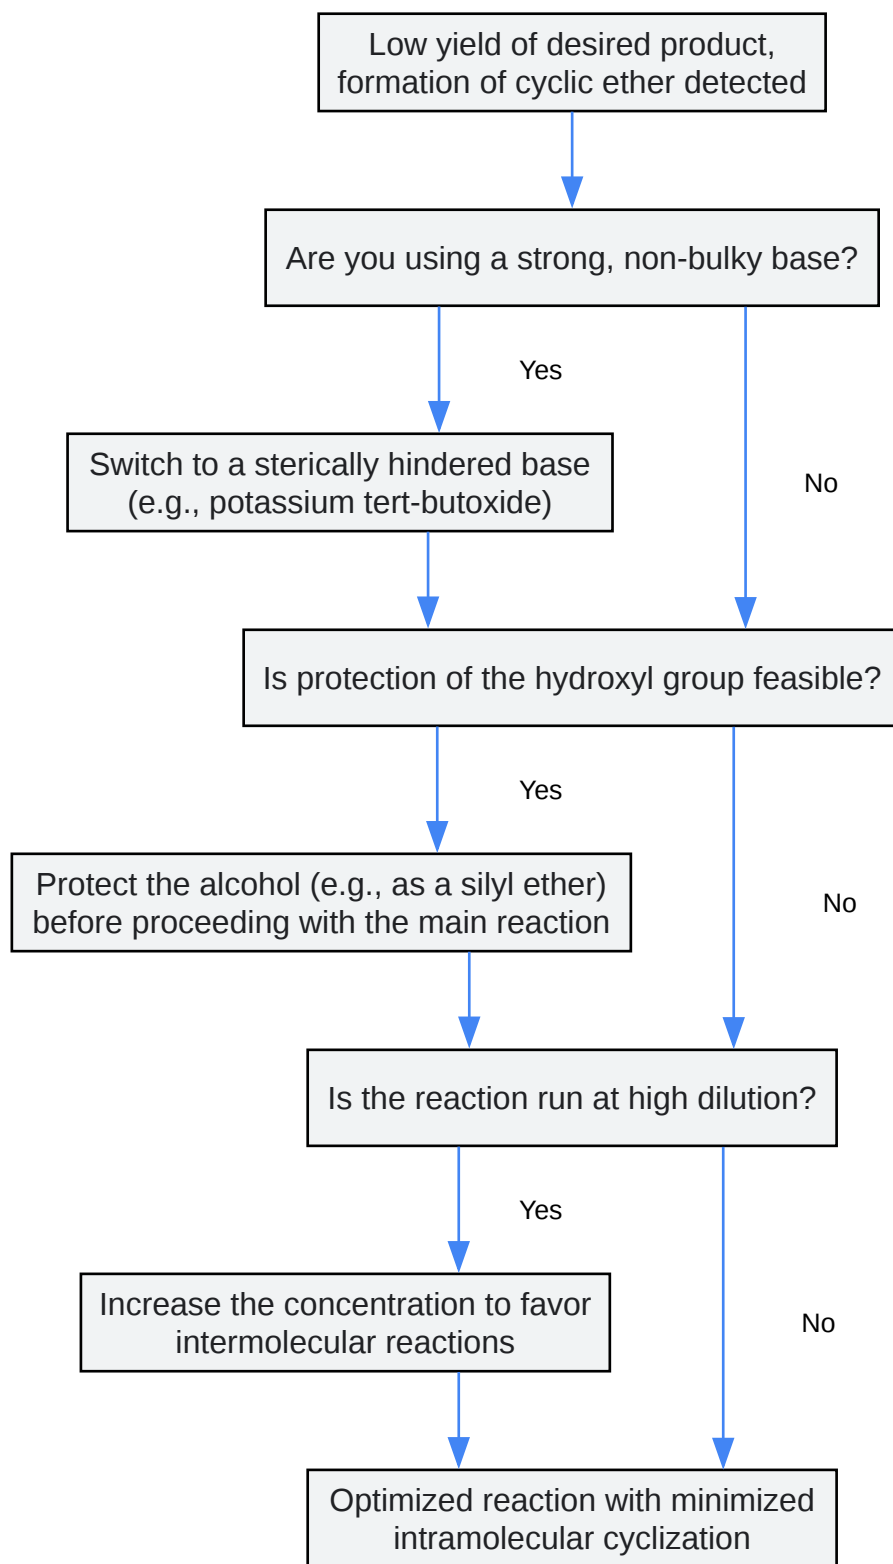 Low yield of desired product,
formation of cyclic ether detected
Are you using a strong, non-bulky base?
Yes
Switch to a sterically hindered base
(e.g., potassium tert-butoxide)
No
Is protection of the hydroxyl group feasible?
Yes
Protect the alcohol (e.g., as a silyl ether)
before proceeding with the main reaction
No
Is the reaction run at high dilution?
Yes
Increase the concentration to favor
intermolecular reactions
No
Optimized reaction with minimized
intramolecular cyclization